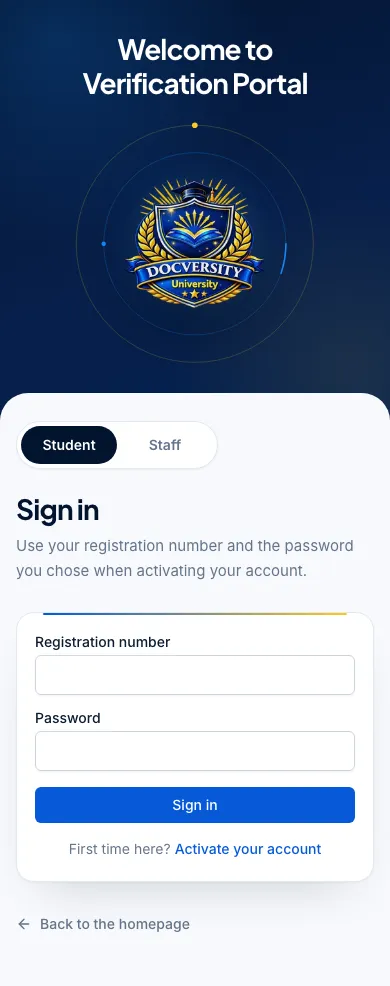 Welcome to
Verification Portal
DOCVERSITY
University
Student
Staff
Sign in
Use your registration number and the password
you chose when activating your account.
Registration number
Password
Sign in
First time here? Activate your account
Back to the homepage